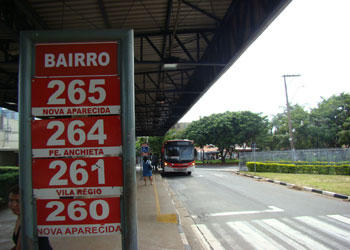 BAIRRO
265
NOVA APARECIDA
264
PE. ANCHIETA
261
VILA RÉGIO
260
NOVA APARECIDA